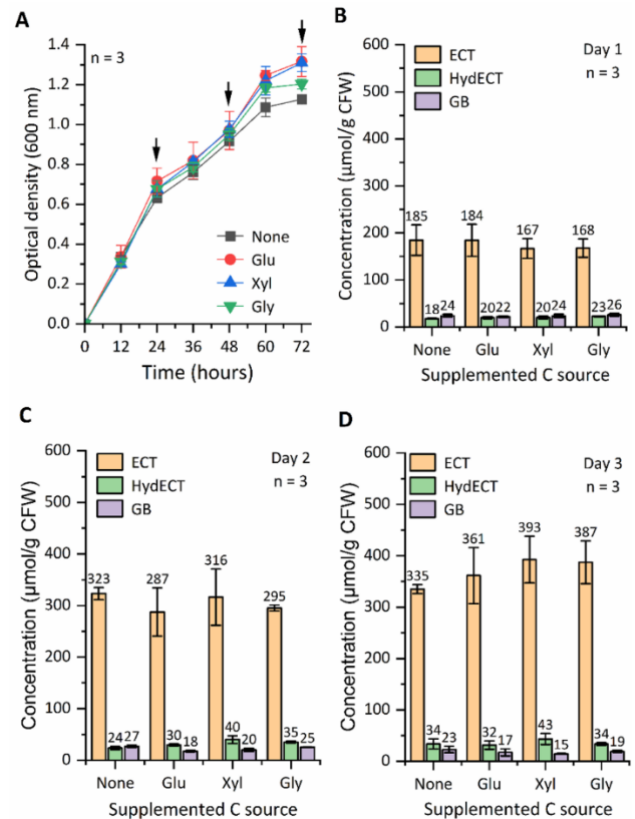 A
n = 3
Optical density (600 nm)
1.4
1.2
1.0
0.8
0.6
0.4
0.2
0.0
None
Glu
Xyl
Gly
0 12 24 36 48 60 72
Time (hours)
B
Concentration (μmol/g CFW)
600
500
400
300
200
100
0
ECT
HydECT
GB
Day 1
n = 3
185 184 167 168
18 24 20 22 20 24 23 26
None Glu Xyl Gly
Supplemented C source
C
Concentration (μmol/g CFW)
600
500
400
300
200
100
0
ECT
HydECT
GB
Day 2
n = 3
323 287 316 295
24 27 30 18 40 20 35 25
None Glu Xyl Gly
Supplemented C source
D
Concentration (μmol/g CFW)
600
500
400
300
200
100
0
ECT
HydECT
GB
Day 3
n = 3
335 361 393 387
34 23 32 17 43 15 34 19
None Glu Xyl Gly
Supplemented C source